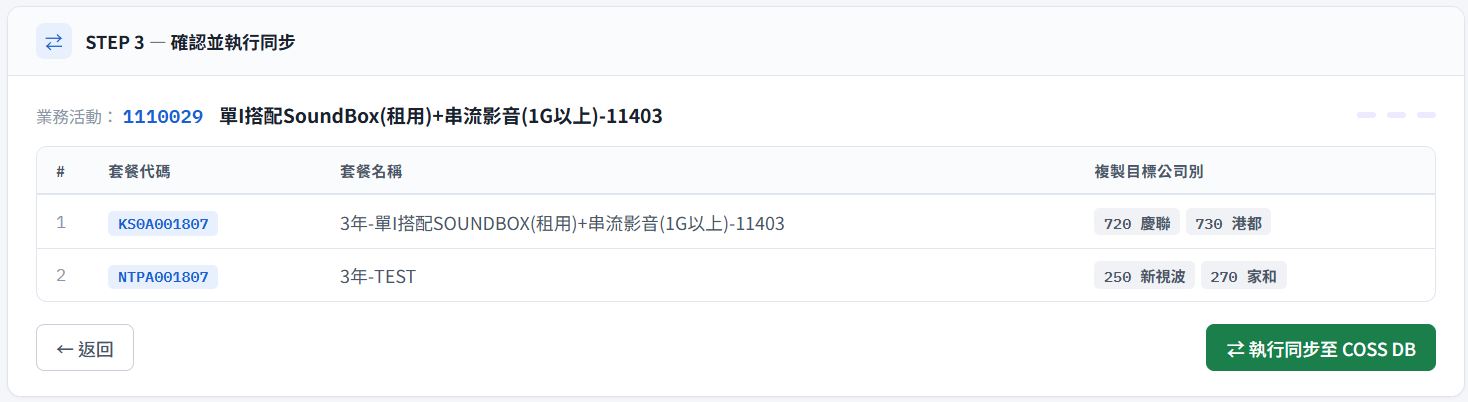 ⇄ STEP 3 — 確認並執行同步
業務活動： 1110029 單I搭配SoundBox(租用)+串流影音(1G以上)-11403
# 套餐代碼 套餐名稱 複製目標公司別
1 KS0A001807 3年-單I搭配SOUNDBOX(租用)+串流影音(1G以上)-11403 720 慶聯 730 港都
2 NTPA001807 3年-TEST 250 新視波 270 家和
← 返回 ⇄ 執行同步至 COSS DB